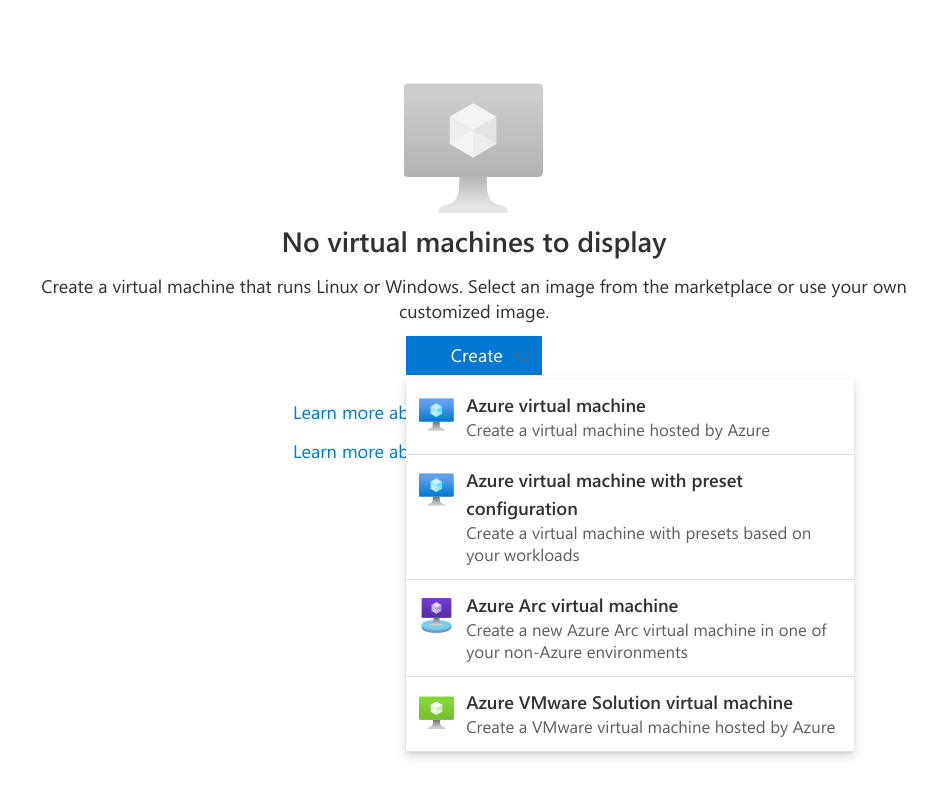 No virtual machines to display
Create a virtual machine that runs Linux or Windows. Select an image from the marketplace or use your own
customized image.
Create
Learn more
Learn more
Azure virtual machine
Create a virtual machine hosted by Azure
Azure virtual machine with preset
configuration
Create a virtual machine with presets based on
your workloads
Azure Arc virtual machine
Create a new Azure Arc virtual machine in one of
your non-Azure environments
Azure VMware Solution virtual machine
Create a VMware virtual machine hosted by Azure